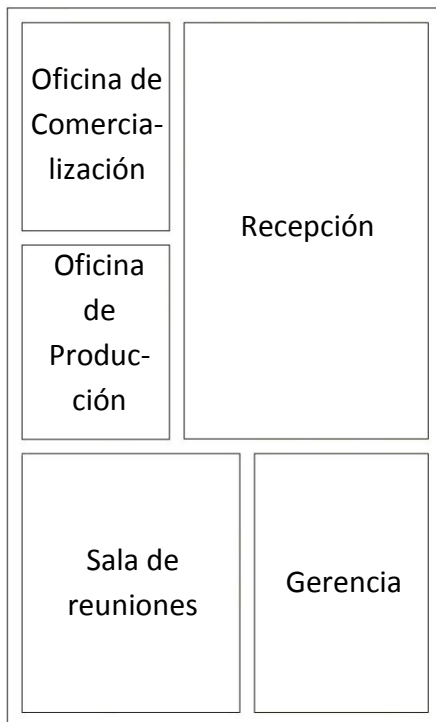 Oficina de
Comercia-
lización
Recepción
Oficina
de
Produc-
ción
Sala de
reuniones
Gerencia